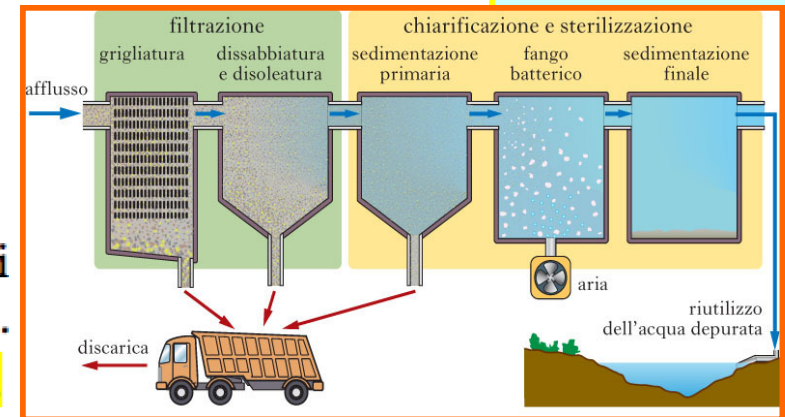 filtrazione
chiarificazione e sterilizzazione
grigliatura
dissabbiatura
e disoleatura
sedimentazione
primaria
fango
batterico
sedimentazione
finale
afflusso
aria
i
.
riutilizzo
dell'acqua depurata
discarica